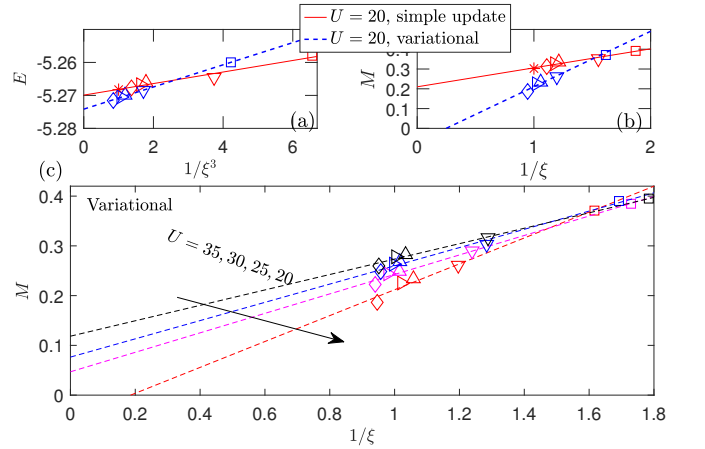 U = 20, simple update
U = 20, variational
-5.26
-5.27
-5.28
E
0 2 4 6
1/ξ³
(a)
0.4
0.3
0.2
0.1
0
M
0 1 2
1/ξ
(b)
(c)
Variational
U = 35, 30, 25, 20
0.4
0.3
0.2
0.1
0
M
0 0.2 0.4 0.6 0.8 1 1.2 1.4 1.6 1.8
1/ξ